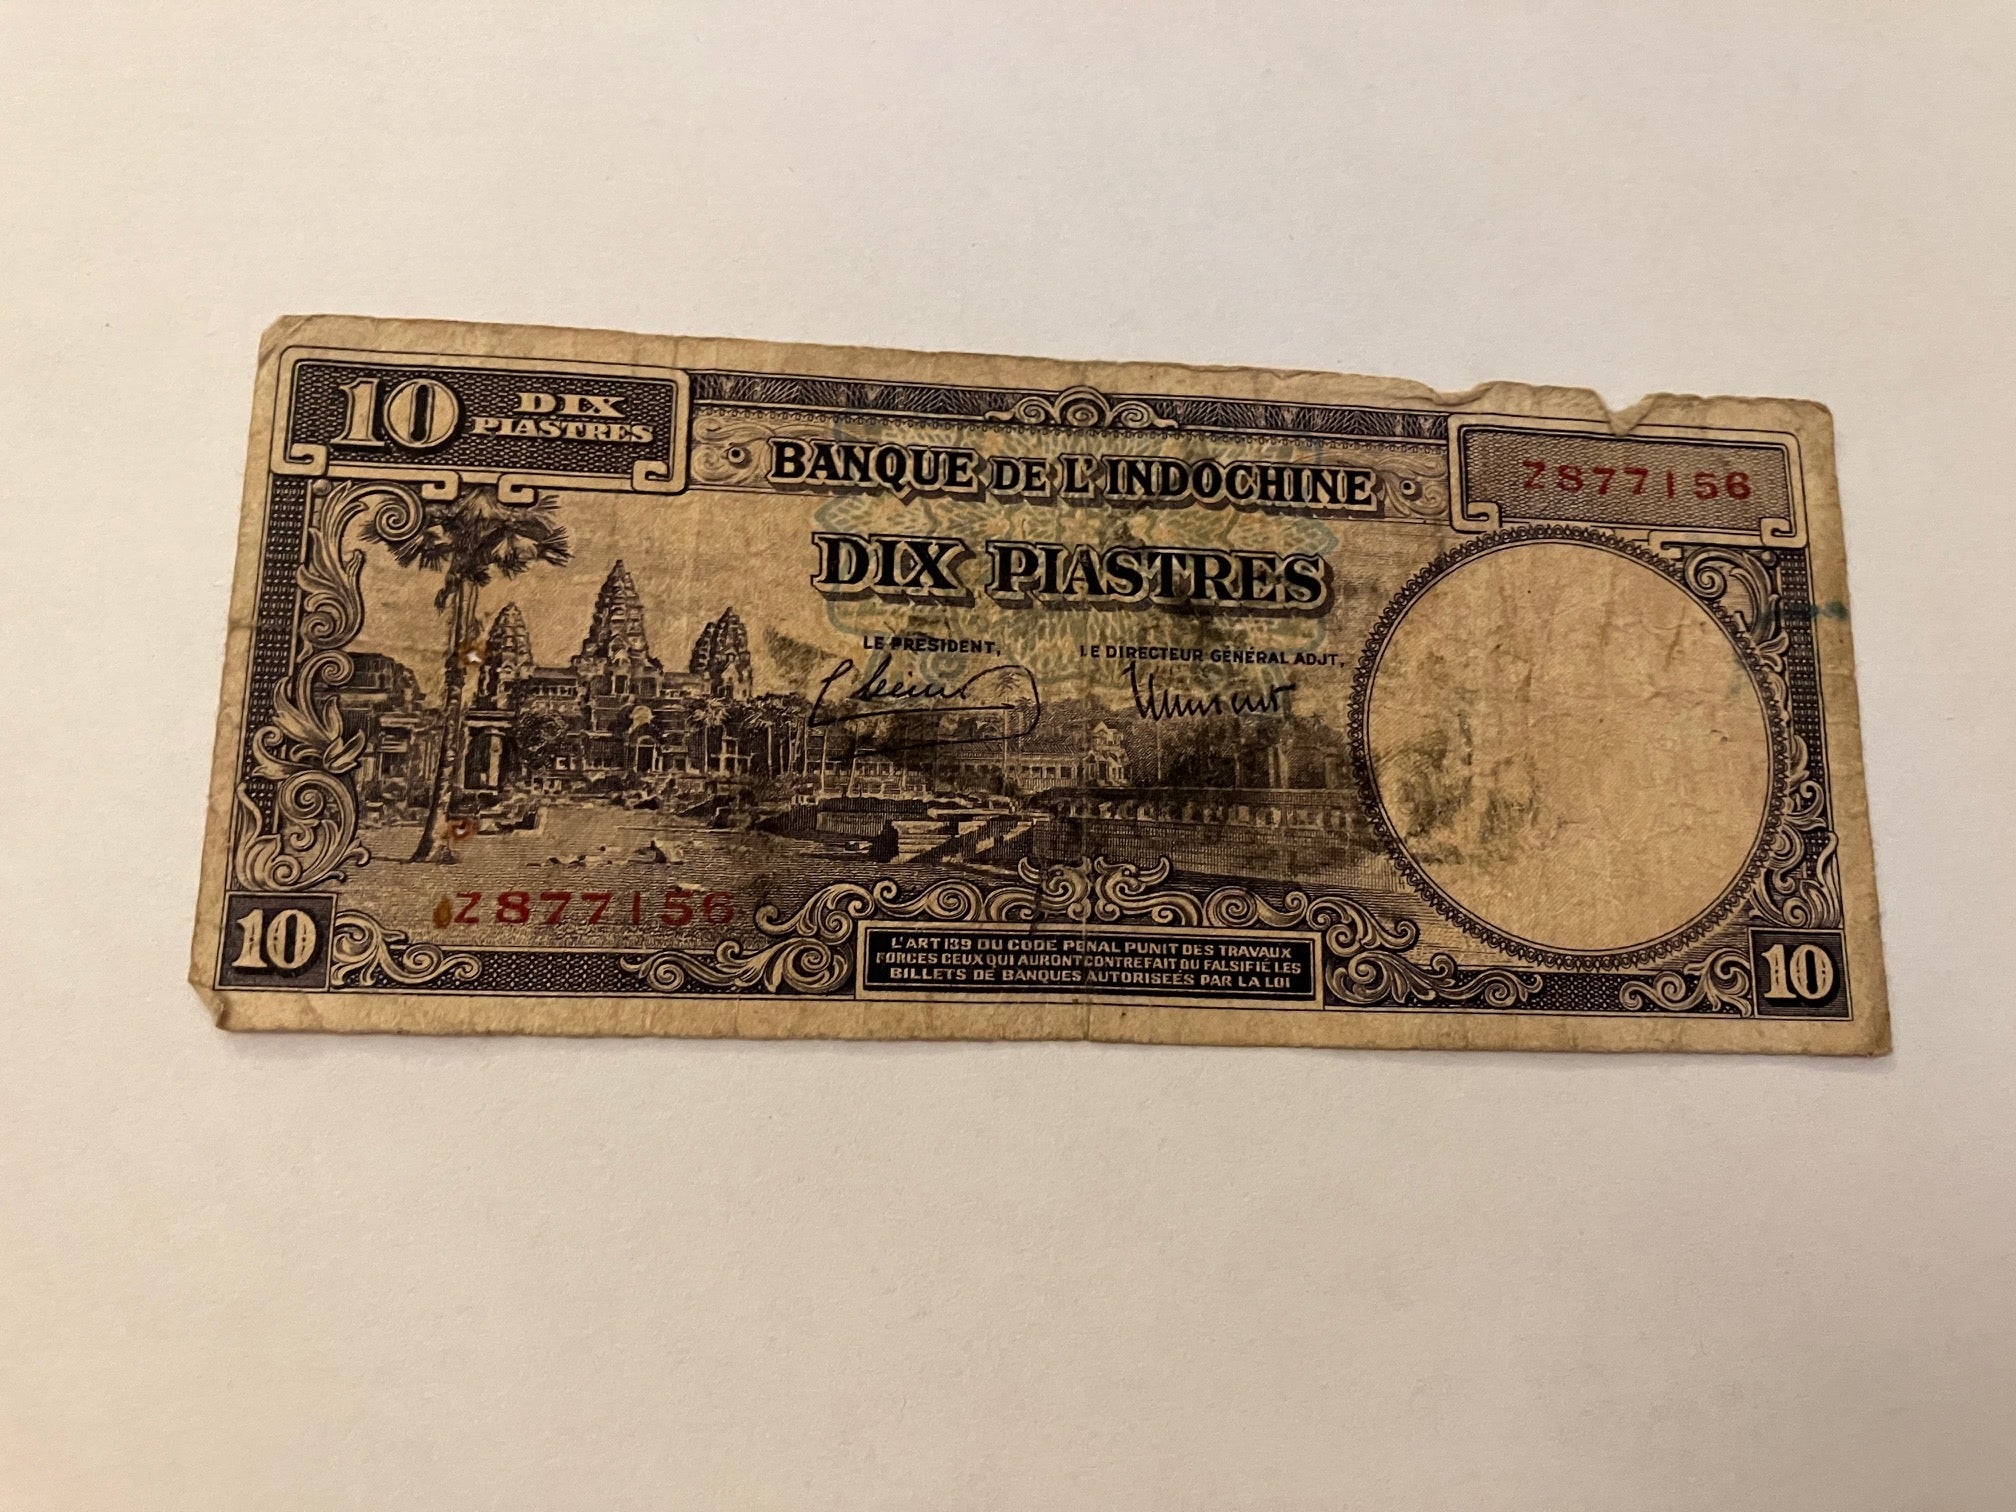 10 DIX
PIASTRES
BANQUE DE L'INDOCHINE
Z877156
DIX PIASTRES
LE PRÉSIDENT,
LE DIRECTEUR GÉNÉRAL ADJT,
Z877156
10
L'ART 139 DU CODE PENAL PUNIT DES TRAVAUX
FORCES CEUX QUI AURONT CONTREFAIT OU FALSIFIÉ LES
BILLETS DE BANQUES AUTORISEÉS PAR LA LOI
10